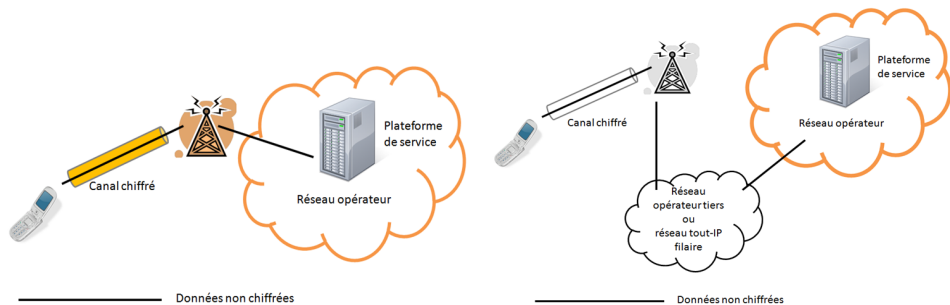 Canal chiffré
Plateforme
de service
Réseau opérateur
Données non chiffrées
Canal chiffré
Plateforme
de service
Réseau opérateur
Réseau
opérateur tiers
ou
réseau tout-IP
filaire
Données non chiffrées